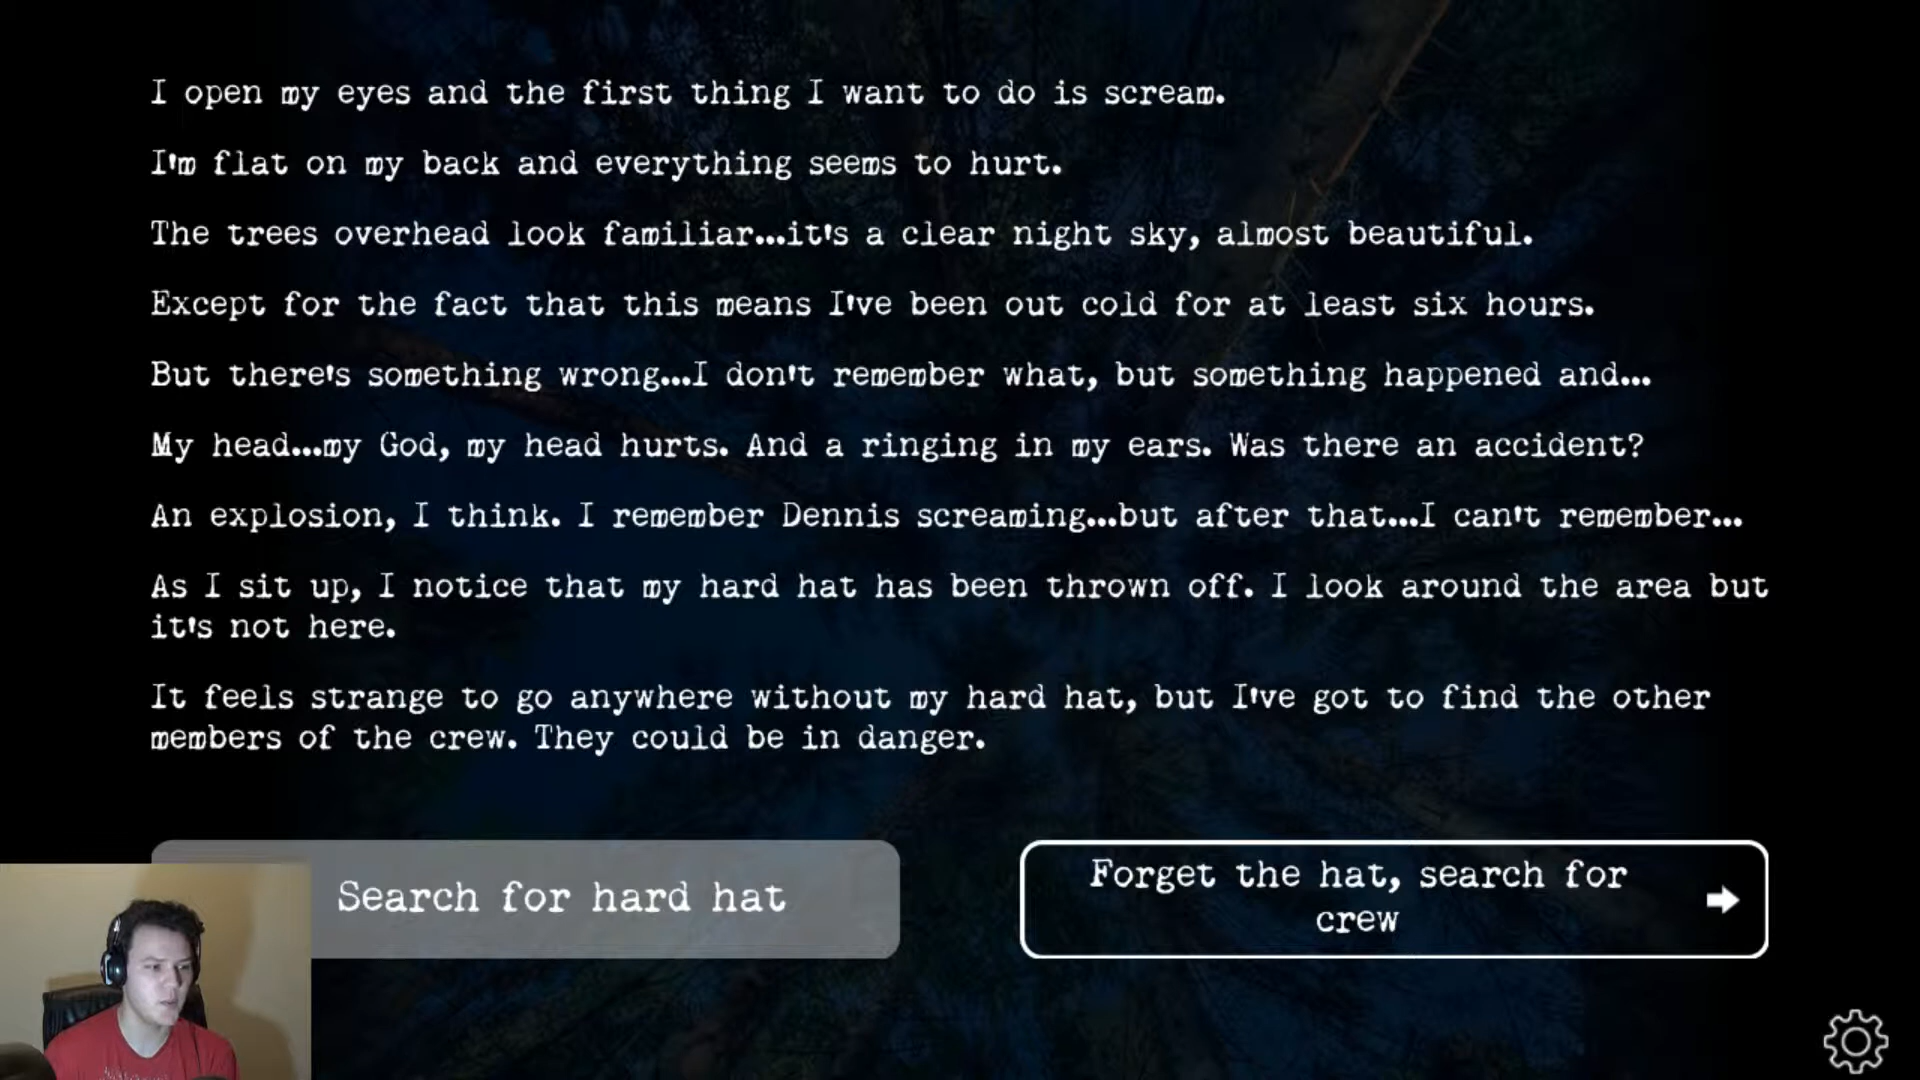 I open my eyes and the first thing I want to do is scream.
I'm flat on my back and everything seems to hurt.
The trees overhead look familiar...it's a clear night sky, almost beautiful.
Except for the fact that this means I've been out cold for at least six hours.
But there's something wrong...I don't remember what, but something happened and...
My head...my God, my head hurts. And a ringing in my ears. Was there an accident?
An explosion, I think. I remember Dennis screaming...but after that...I can't remember...
As I sit up, I notice that my hard hat has been thrown off. I look around the area but
it's not here.
It feels strange to go anywhere without my hard hat, but I've got to find the other
members of the crew. They could be in danger.
Search for hard hat
Forget the hat, search for
crew